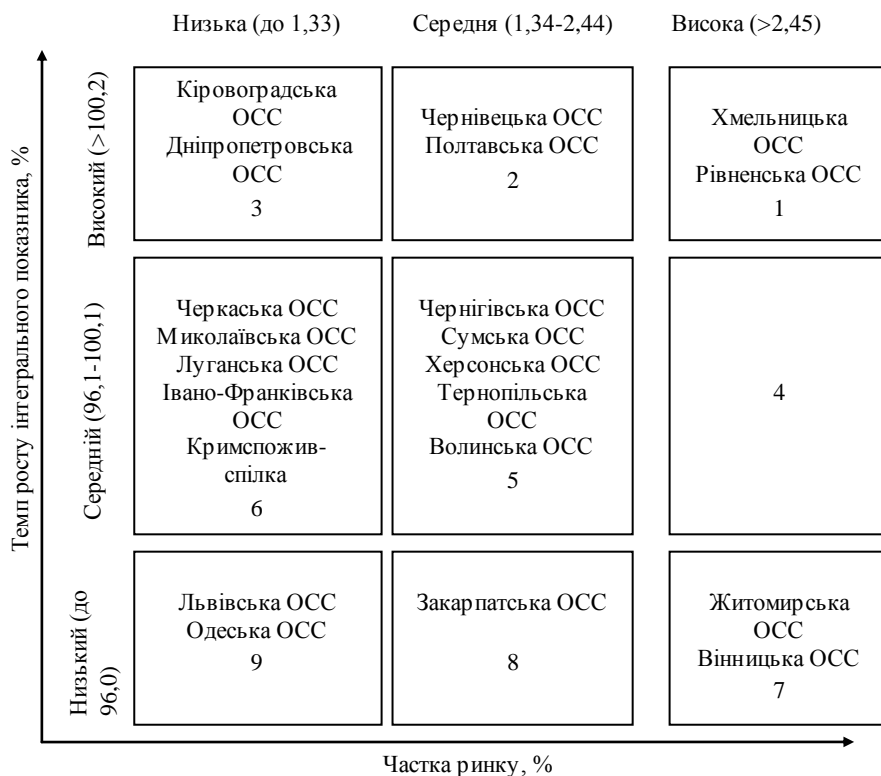 Низька (до 1,33)
Середня (1,34-2,44)
Висока (>2,45)
Темп росту інтегрального показника, %
Високий (>100,2)
Кіровоградська
ОСС
Дніпропетровська
ОСС
3
Чернівецька ОСС
Полтавська ОСС
2
Хмельницька
ОСС
Рівненська ОСС
1
Середній (96,1-100,1)
Черкаська ОСС
Миколаївська ОСС
Луганська ОСС
Івано-Франківська
ОСС
Кримспожив-
спілка
6
Чернігівська ОСС
Сумська ОСС
Херсонська ОСС
Тернопільська
ОСС
Волинська ОСС
5
4
Низький (до
96,0)
Львівська ОСС
Одеська ОСС
9
Закарпатська ОСС
8
Житомирська
ОСС
Вінницька ОСС
7
Частка ринку, %